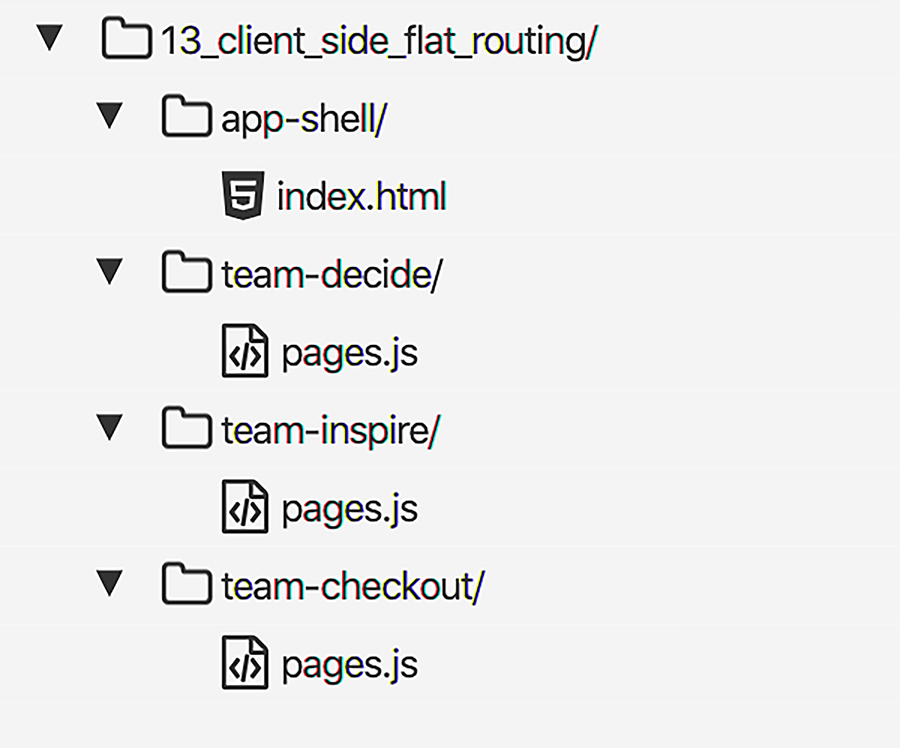 13_client_side_flat_routing/
app-shell/
index.html
team-decide/
pages.js
team-inspire/
pages.js
team-checkout/
pages.js